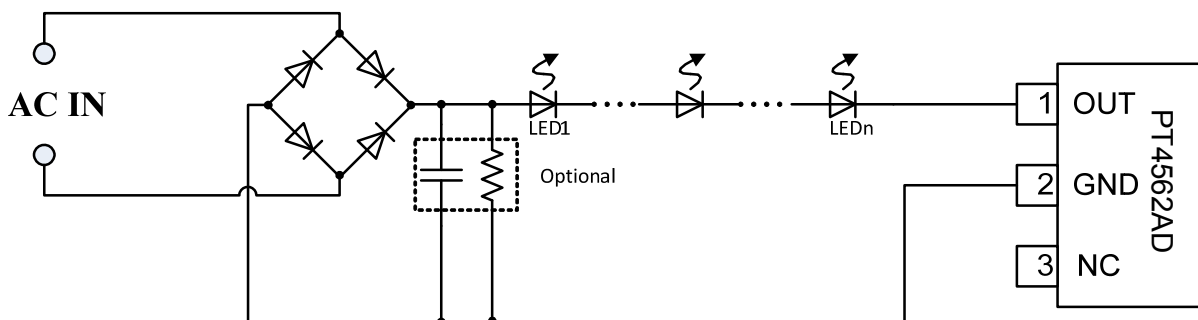 AC IN
LED1
LEDn
Optional
1 OUT
2 GND
3 NC
PT4562AD